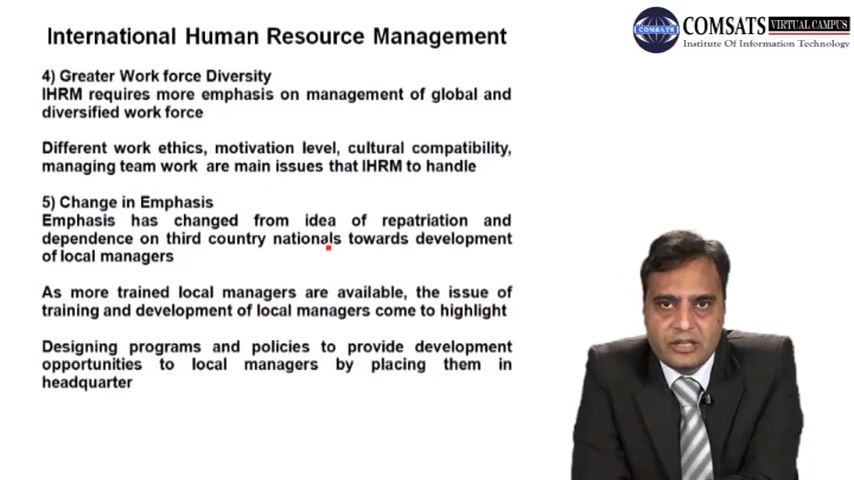 International Human Resource Management
COMSATS VIRTUAL CAMPUS
Institute Of Information Technology
COMSATS
4) Greater Work force Diversity
IHRM requires more emphasis on management of global and
diversified work force
Different work ethics, motivation level, cultural compatibility,
managing team work are main issues that IHRM to handle
5) Change in Emphasis
Emphasis has changed from idea of repatriation and
dependence on third country nationals towards development
of local managers
As more trained local managers are available, the issue of
training and development of local managers come to highlight
Designing programs and policies to provide development
opportunities to local managers by placing them in
headquarter